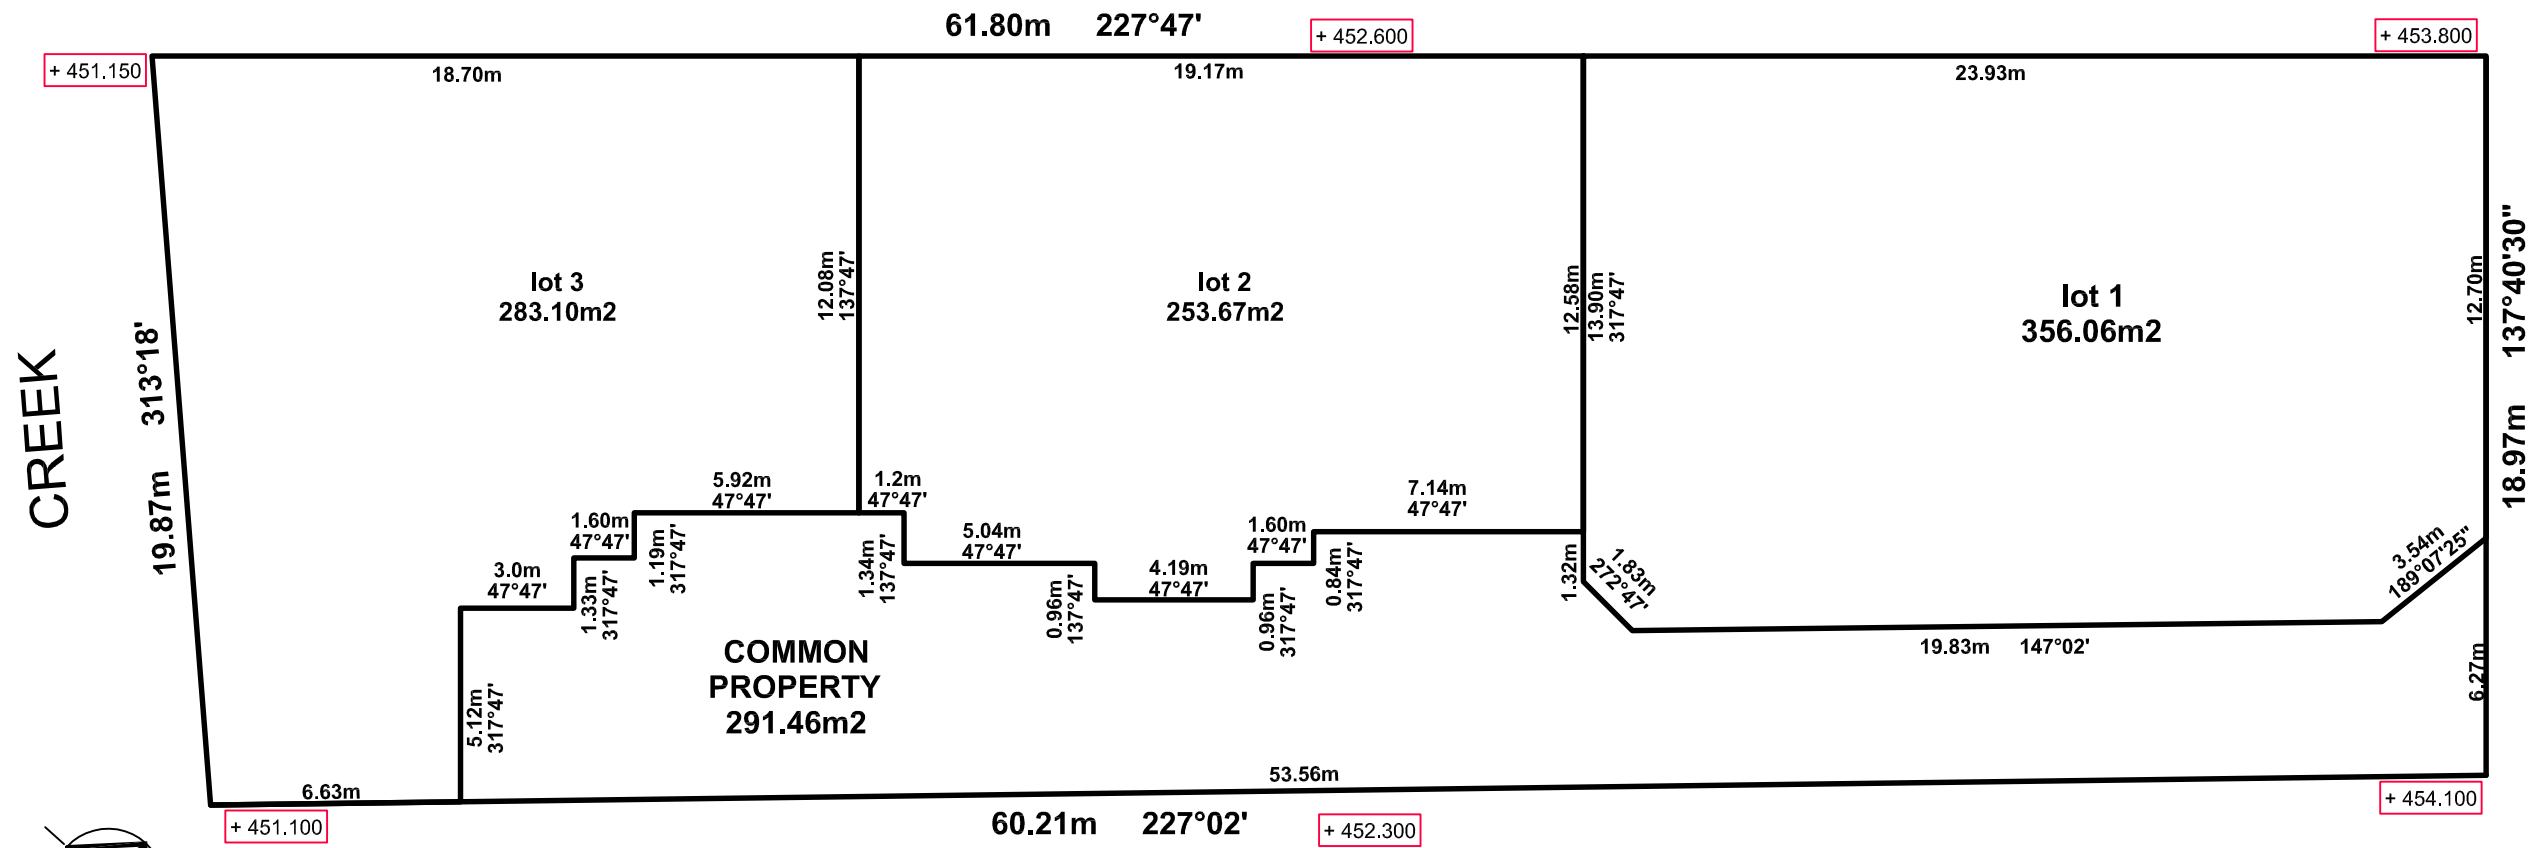 61.80m 227°47'
+ 452.600
+ 453.800
+ 451.150
18.70m
19.17m
23.93m
lot 3
283.10m2
lot 2
253.67m2
lot 1
356.06m2
12.08m
137°47'
12.58m
13.90m
317°47'
12.70m
137°40'30"
18.97m
CREEK
313°18'
19.87m
5.92m
47°47'
1.2m
47°47'
7.14m
47°47'
1.60m
47°47'
1.19m
317°47'
1.34m
137°47'
5.04m
47°47'
1.60m
47°47'
0.84m
317°47'
3.0m
47°47'
1.33m
317°47'
0.96m
137°47'
4.19m
47°47'
0.96m
317°47'
1.32m
1.83m
272°47'
3.54m
189°07'25"
19.83m 147°02'
COMMON
PROPERTY
291.46m2
5.12m
317°47'
6.27m
6.63m
53.56m
+ 451.100
60.21m 227°02'
+ 452.300
+ 454.100